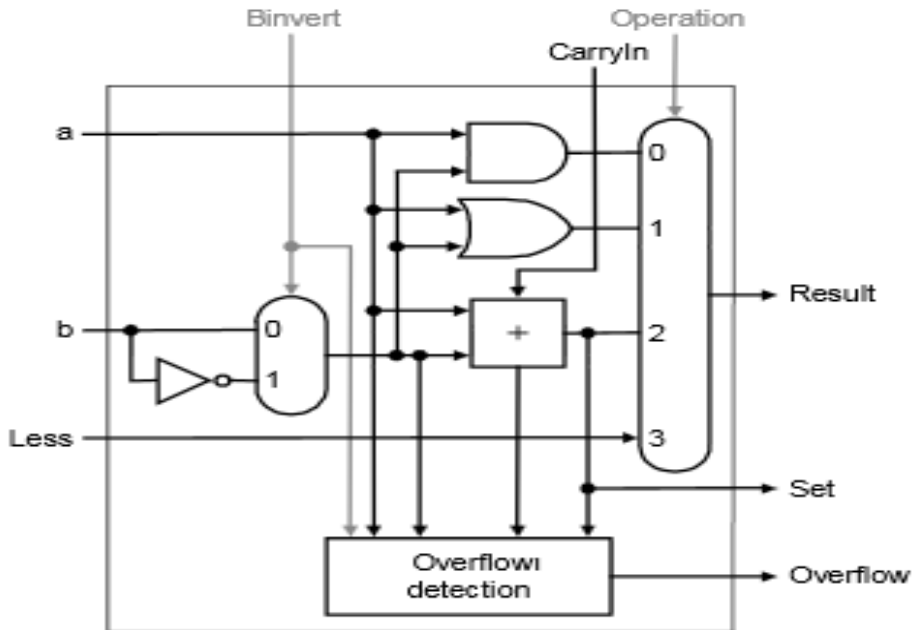 Binvert
Operation
CarryIn
a
0
1
b
0
+
2
1
Less
3
Result
Set
Overflowı
detection
Overflow